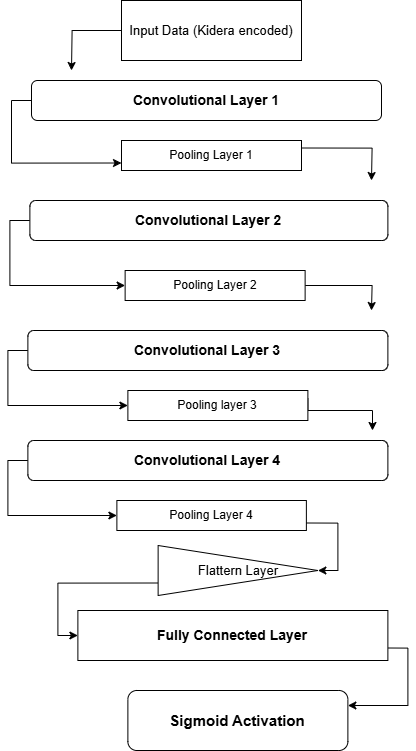 Input Data (Kidera encoded)
Convolutional Layer 1
Pooling Layer 1
Convolutional Layer 2
Pooling Layer 2
Convolutional Layer 3
Pooling layer 3
Convolutional Layer 4
Pooling Layer 4
Flattern Layer
Fully Connected Layer
Sigmoid Activation